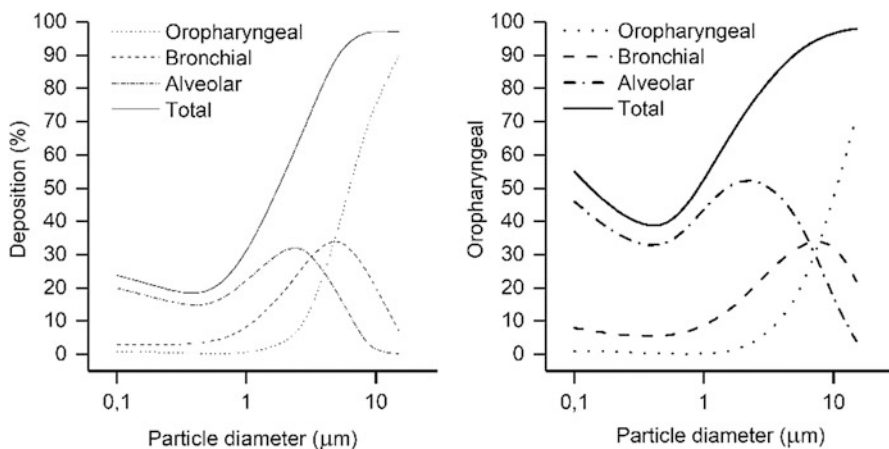 100
90
80
70
60
50
40
30
20
10
0
Deposition (%)
Oropharyngeal
Bronchial
Alveolar
Total
0,1
1
10
Particle diameter (μm)
100
90
80
70
60
50
40
30
20
10
0
Oropharyngeal
Oropharyngeal
Bronchial
Alveolar
Total
0,1
1
10
Particle diameter (μm)